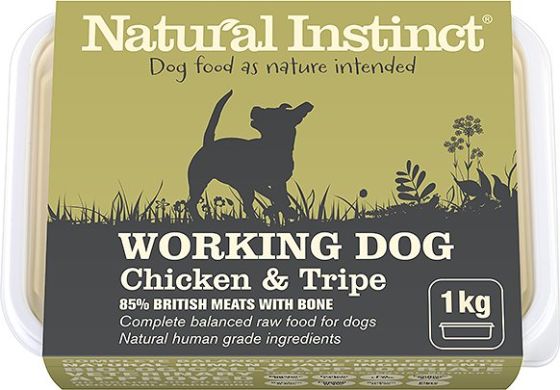 Natural Instinct®
Dog food as nature intended
WORKING DOG
Chicken & Tripe
85% BRITISH MEATS WITH BONE
Complete balanced raw food for dogs
Natural human grade ingredients
1kg